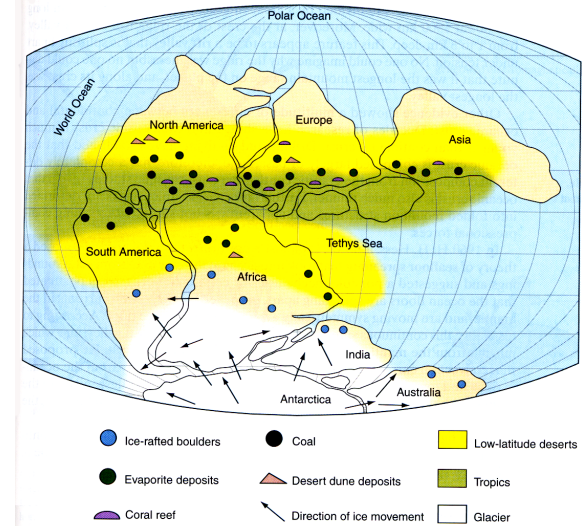 Polar Ocean
World Ocean
North America
Europe
Asia
South America
Africa
Tethys Sea
India
Antarctica
Australia
Ice-rafted boulders
Coal
Low-latitude deserts
Evaporite deposits
Desert dune deposits
Tropics
Coral reef
Direction of ice movement
Glacier